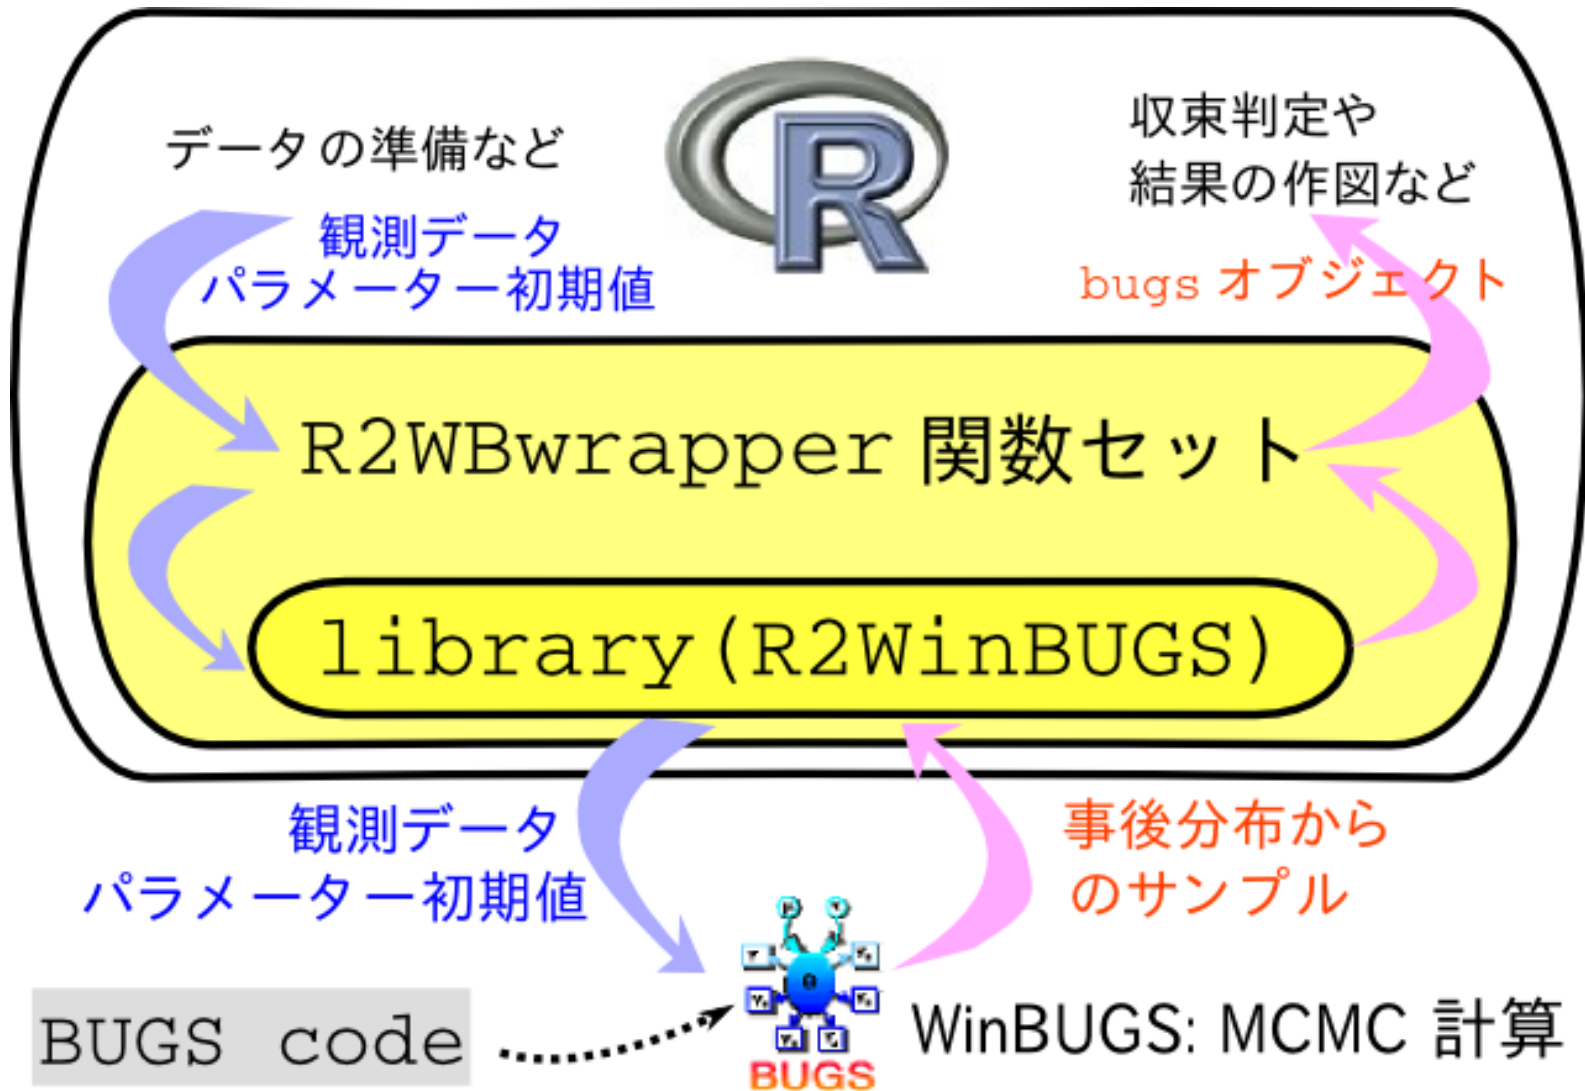 データの準備など
観測データ
パラメーター初期値
R
収束判定や
結果の作図など
bugs オブジェクト
R2WBwrapper 関数セット
library(R2WinBUGS)
観測データ
パラメーター初期値
事後分布から
のサンプル
BUGS code
BUGS
WinBUGS: MCMC 計算